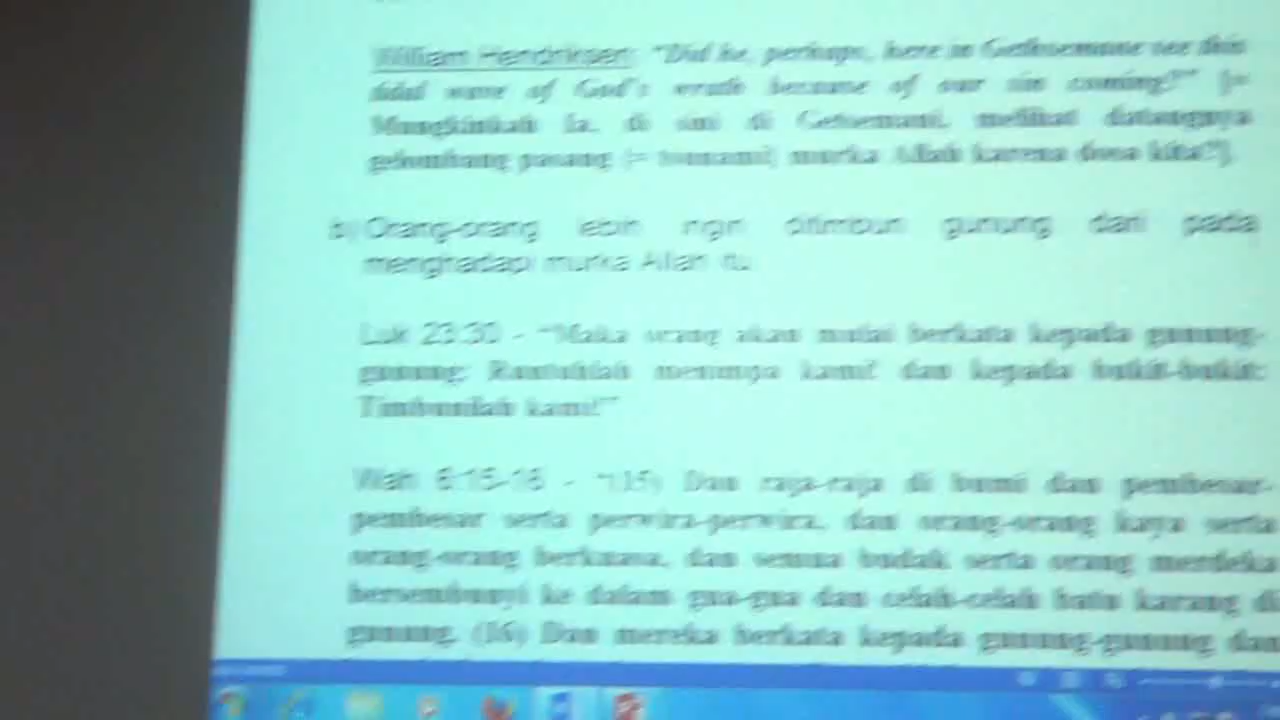 William Hendriksen: "Did he, perhaps, here in Gethsemane see this
tidal wave of God's wrath because of our sin coming?" [=
Mungkinkah Ia, di sini di Getsemani, melihat datangnya
gelombang pasang (= tsunami) murka Allah karena dosa kita?].
b) Orang-orang lebih ingin ditimbun gunung dari pada
menghadapi murka Allah itu.
Luk 23:30 - "Maka orang akan mulai berkata kepada gunung-
gunung: Runtuhlah menimpa kami! dan kepada bukit-bukit:
Timbunilah kami!"
Wah 6:15-16 - "(15) Dan raja-raja di bumi dan pembesar-
pembesar serta perwira-perwira, dan orang-orang kaya serta
orang-orang berkuasa, dan semua budak serta orang merdeka
bersembunyi ke dalam gua-gua dan celah-celah batu karang di
gunung. (16) Dan mereka berkata kepada gunung-gunung dan